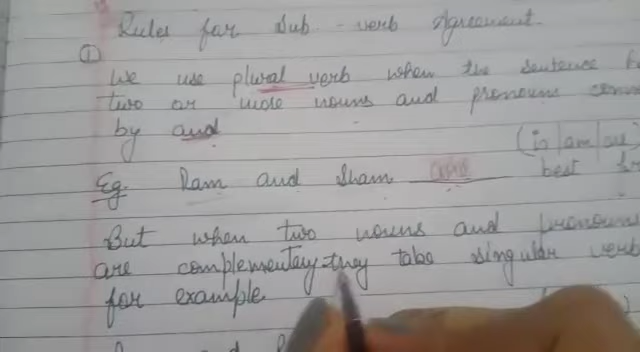 Rules for Sub-verb Agreement
①
We use plural verb when the sentence
two or more nouns and pronouns
by and
(is/am/are)
Eg. Ram and Sham are best
But when two nouns and pronoun
are complementary they take singular verb
for example